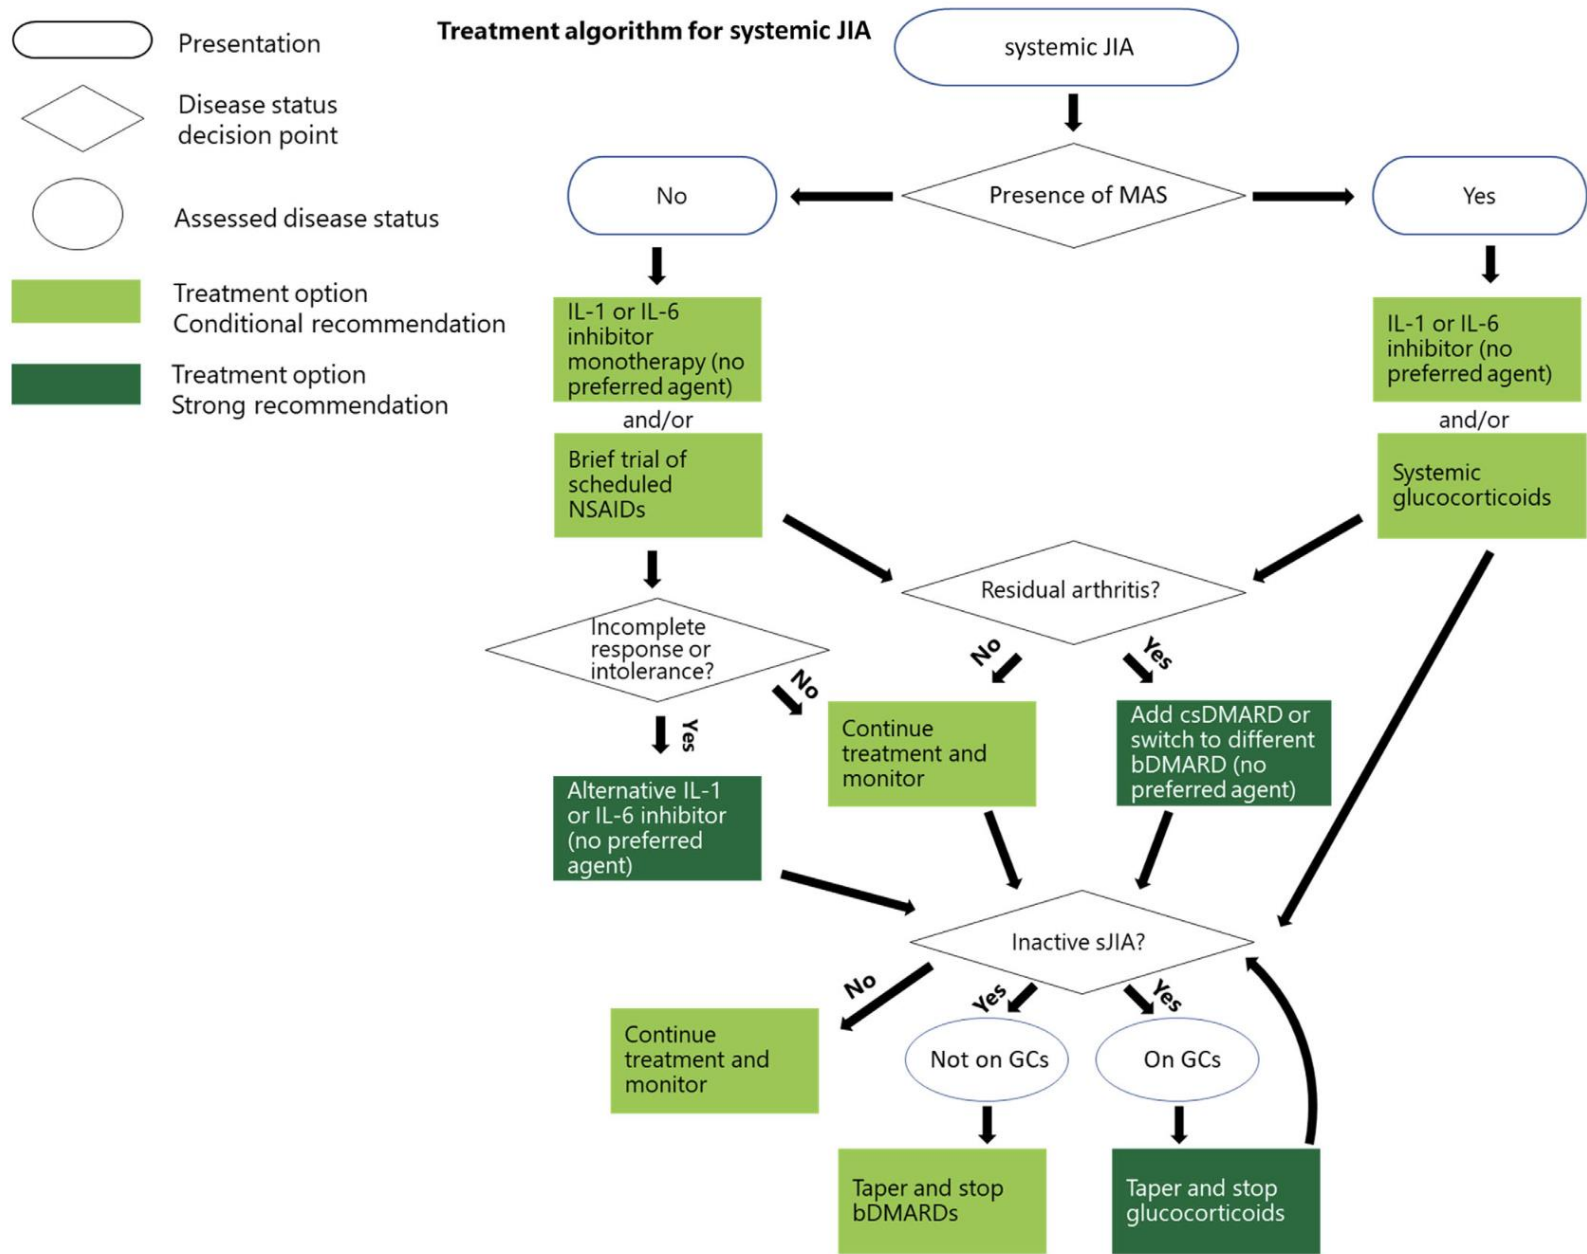 Treatment algorithm for systemic JIA
Presentation
Disease status
decision point
Assessed disease status
Treatment option
Conditional recommendation
Treatment option
Strong recommendation
systemic JIA
Presence of MAS
No
Yes
IL-1 or IL-6
inhibitor
monotherapy (no
preferred agent)
and/or
Brief trial of
scheduled
NSAIDs
IL-1 or IL-6
inhibitor (no
preferred agent)
and/or
Systemic
glucocorticoids
Residual arthritis?
No
Yes
Incomplete
response or
intolerance?
No
Yes
Continue
treatment and
monitor
Add csDMARD or
switch to different
bDMARD (no
preferred agent)
Alternative IL-1
or IL-6 inhibitor
(no preferred
agent)
Inactive sJIA?
No
Yes
Yes
Continue
treatment and
monitor
Not on GCs
On GCs
Taper and stop
bDMARDs
Taper and stop
glucocorticoids